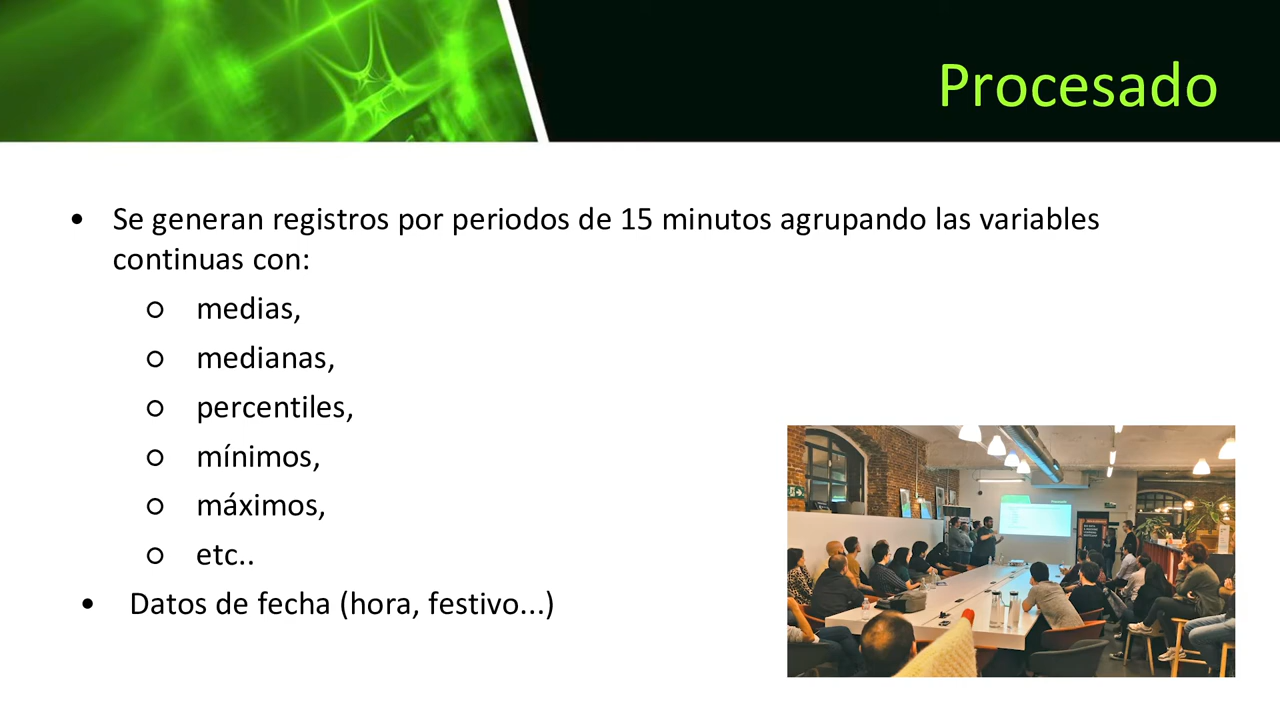 Procesado
• Se generan registros por periodos de 15 minutos agrupando las variables
continuas con:
○ medias,
○ medianas,
○ percentiles,
○ mínimos,
○ máximos,
○ etc..
• Datos de fecha (hora, festivo...)